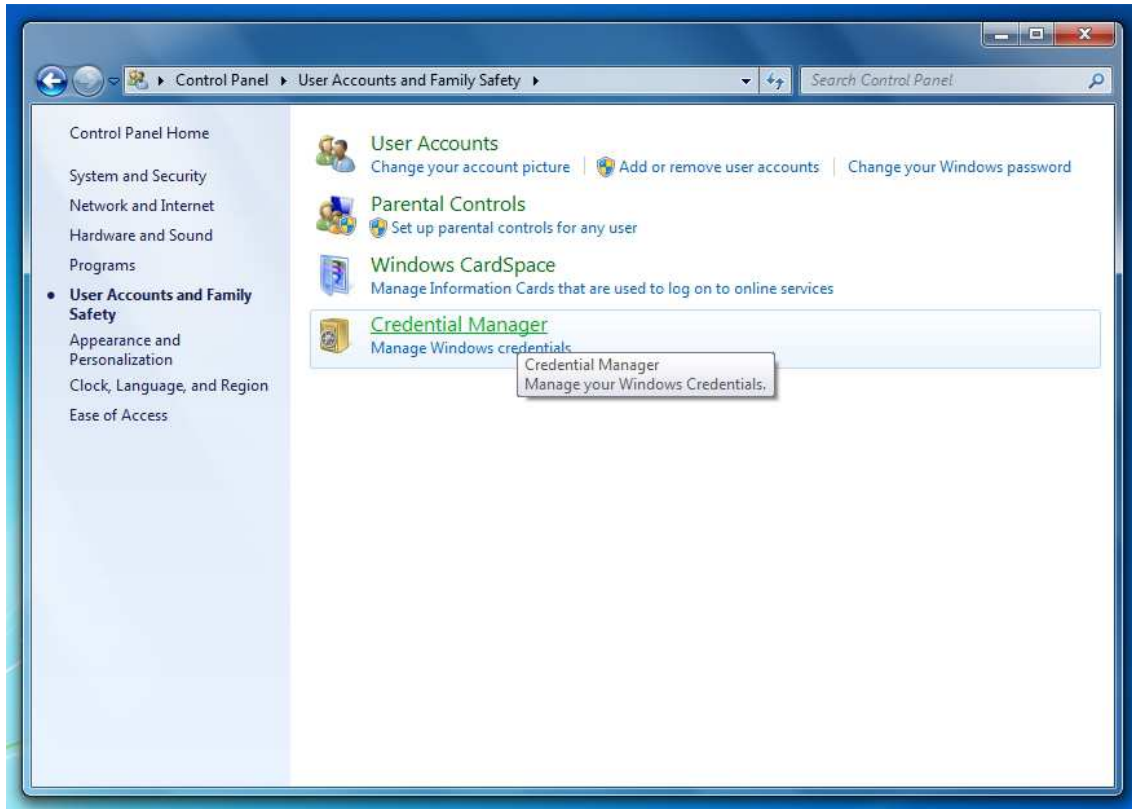 Control Panel ▸ User Accounts and Family Safety ▸
Search Control Panel
Control Panel Home
System and Security
Network and Internet
Hardware and Sound
Programs
• User Accounts and Family
Safety
Appearance and
Personalization
Clock, Language, and Region
Ease of Access
User Accounts
Change your account picture | Add or remove user accounts | Change your Windows password
Parental Controls
Set up parental controls for any user
Windows CardSpace
Manage Information Cards that are used to log on to online services
Credential Manager
Manage Windows credentials
Credential Manager
Manage your Windows Credentials.